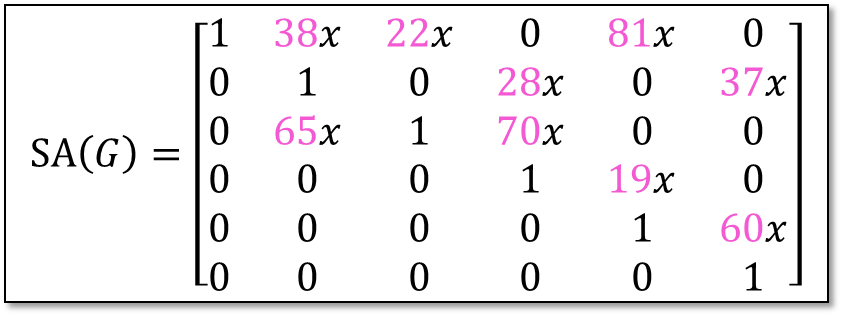 1 38x 22x 0 81x 0
0 1 0 28x 0 37x
0 65x 1 70x 0 0
SA(G) =
0 0 0 1 19x 0
0 0 0 0 1 60x
0 0 0 0 0 1